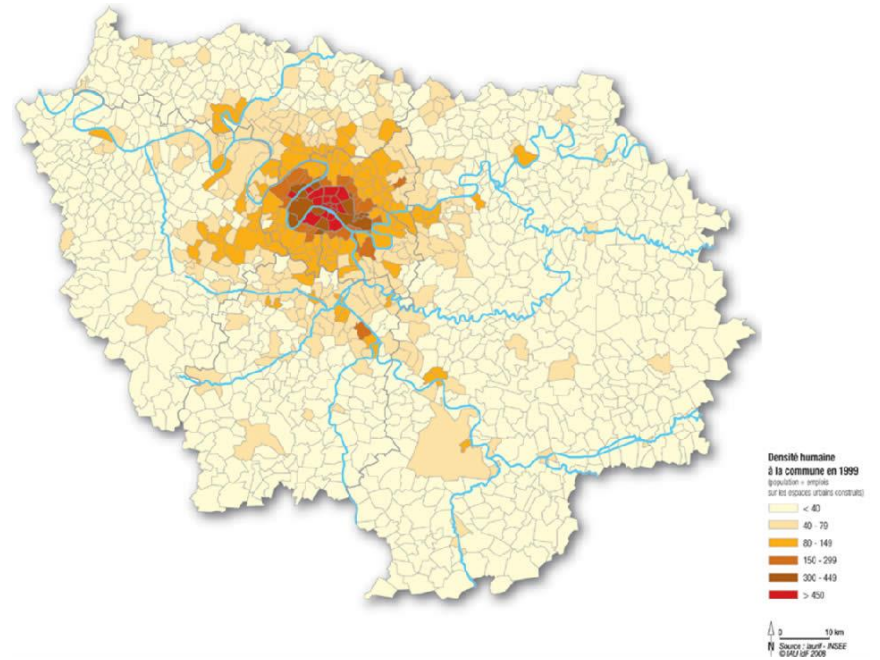 Densité humaine
à la commune en 1999
(population + emplois
sur les espaces urbains construits)
< 40
40 - 79
80 - 149
150 - 299
300 - 449
> 450
0 10 km
N
Source : Iaurif - INSEE
© IAU îdF 2008